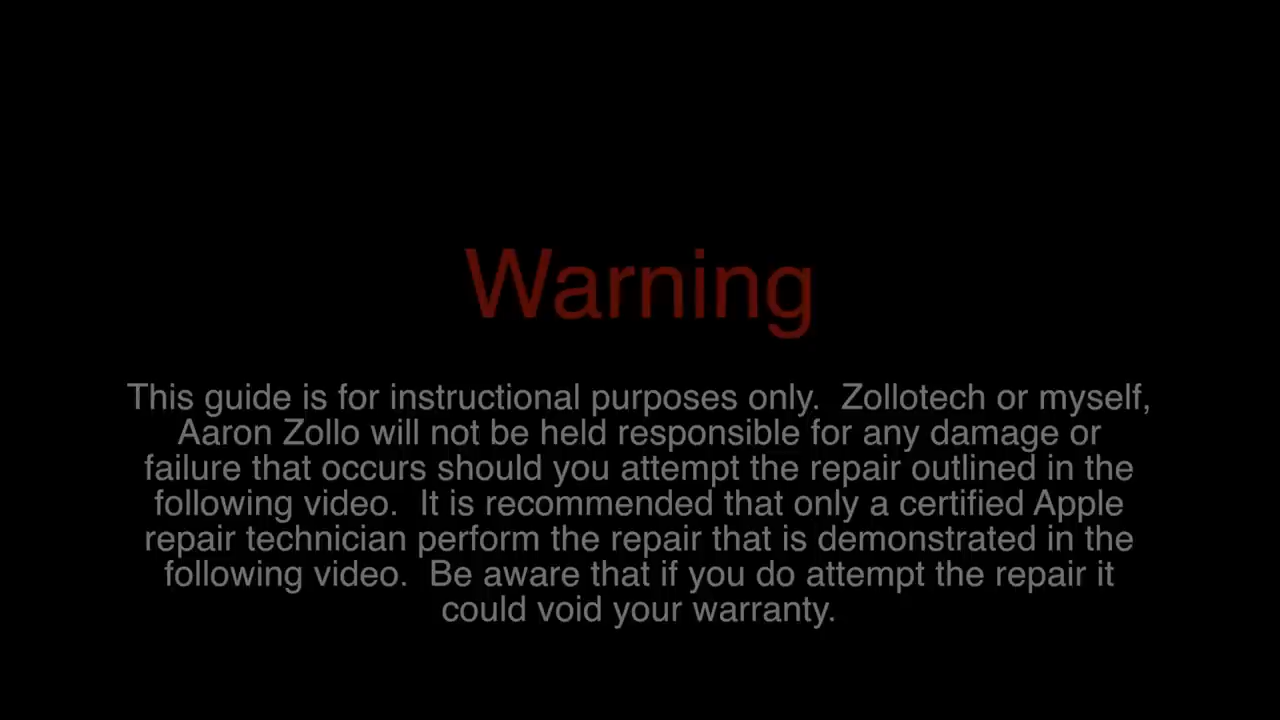 Warning
This guide is for instructional purposes only.  Zollotech or myself,
Aaron Zollo will not be held responsible for any damage or
failure that occurs should you attempt the repair outlined in the
following video.  It is recommended that only a certified Apple
repair technician perform the repair that is demonstrated in the
following video.  Be aware that if you do attempt the repair it
could void your warranty.